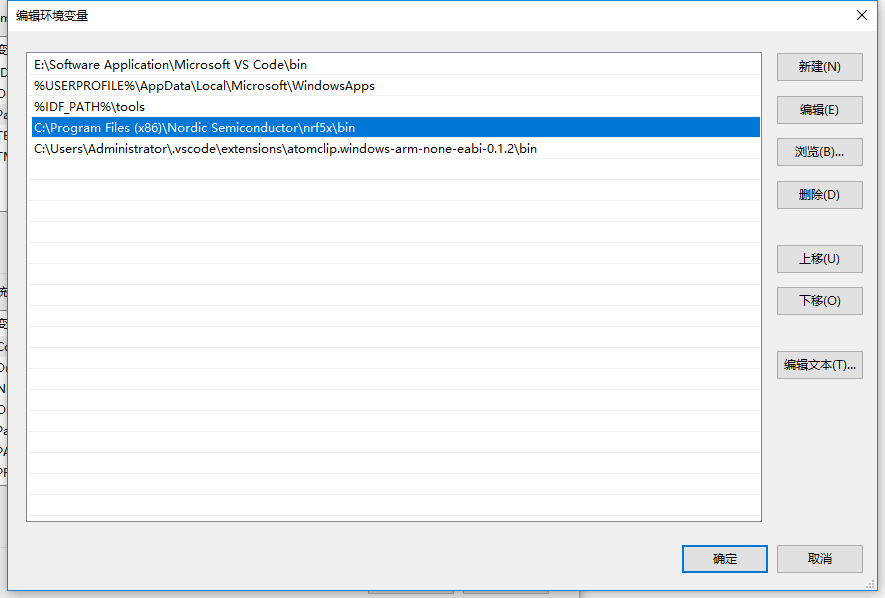 编辑环境变量
E:\Software Application\Microsoft VS Code\bin
%USERPROFILE%\AppData\Local\Microsoft\WindowsApps
%IDF_PATH%\tools
C:\Program Files (x86)\Nordic Semiconductor\nrf5x\bin
C:\Users\Administrator\.vscode\extensions\atomclip.windows-arm-none-eabi-0.1.2\bin
新建(N)
编辑(E)
浏览(B)...
删除(D)
上移(U)
下移(O)
编辑文本(T)...
确定
取消